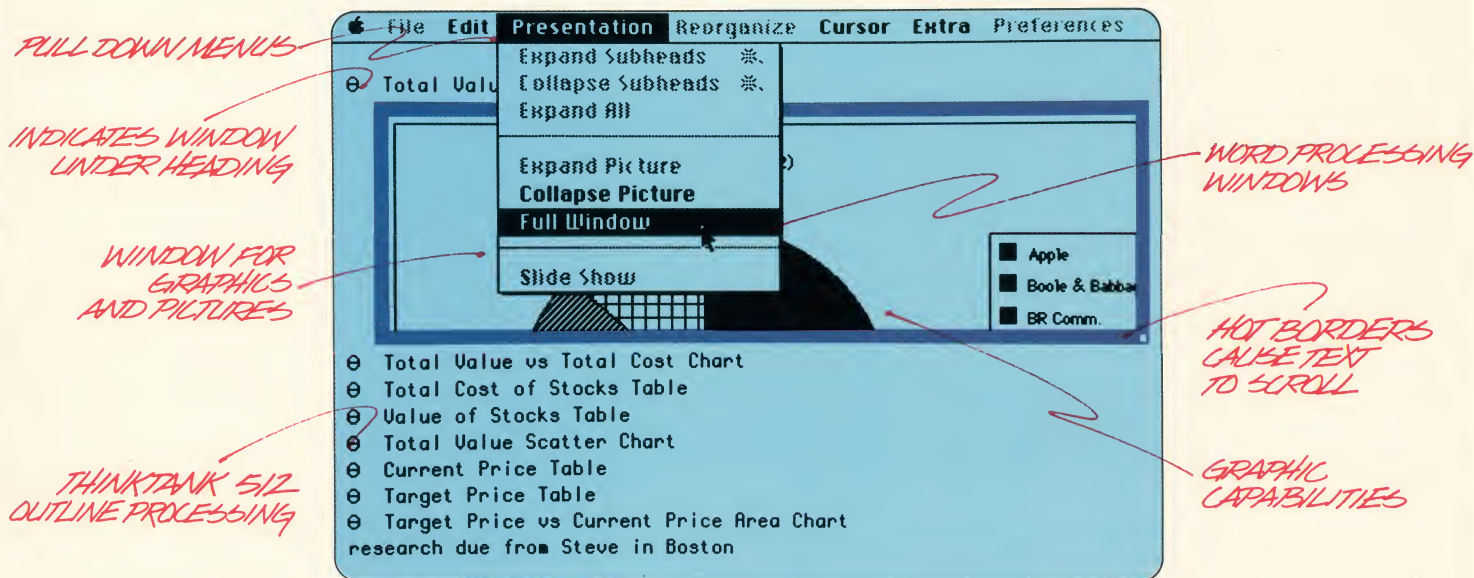 PULL DOWN MENUS
INDICATES WINDOW
UNDER HEADING
WINDOW FOR
GRAPHICS
AND PICTURES
THINKTANK 512
OUTLINE PROCESSING
File Edit Presentation Reorganize Cursor Extra Preferences
Expand Subheads
Collapse Subheads
Expand All
Expand Picture
Collapse Picture
Full Window
Slide Show
Θ Total Valu
2)
Apple
Boole & Babbag
BR Comm.
Θ Total Value vs Total Cost Chart
Θ Total Cost of Stocks Table
Θ Value of Stocks Table
Θ Total Value Scatter Chart
Θ Current Price Table
Θ Target Price Table
Θ Target Price vs Current Price Area Chart
research due from Steve in Boston
WORD PROCESSING
WINDOWS
HOT BORDERS
CAUSE TEXT
TO SCROLL
GRAPHIC
CAPABILITIES